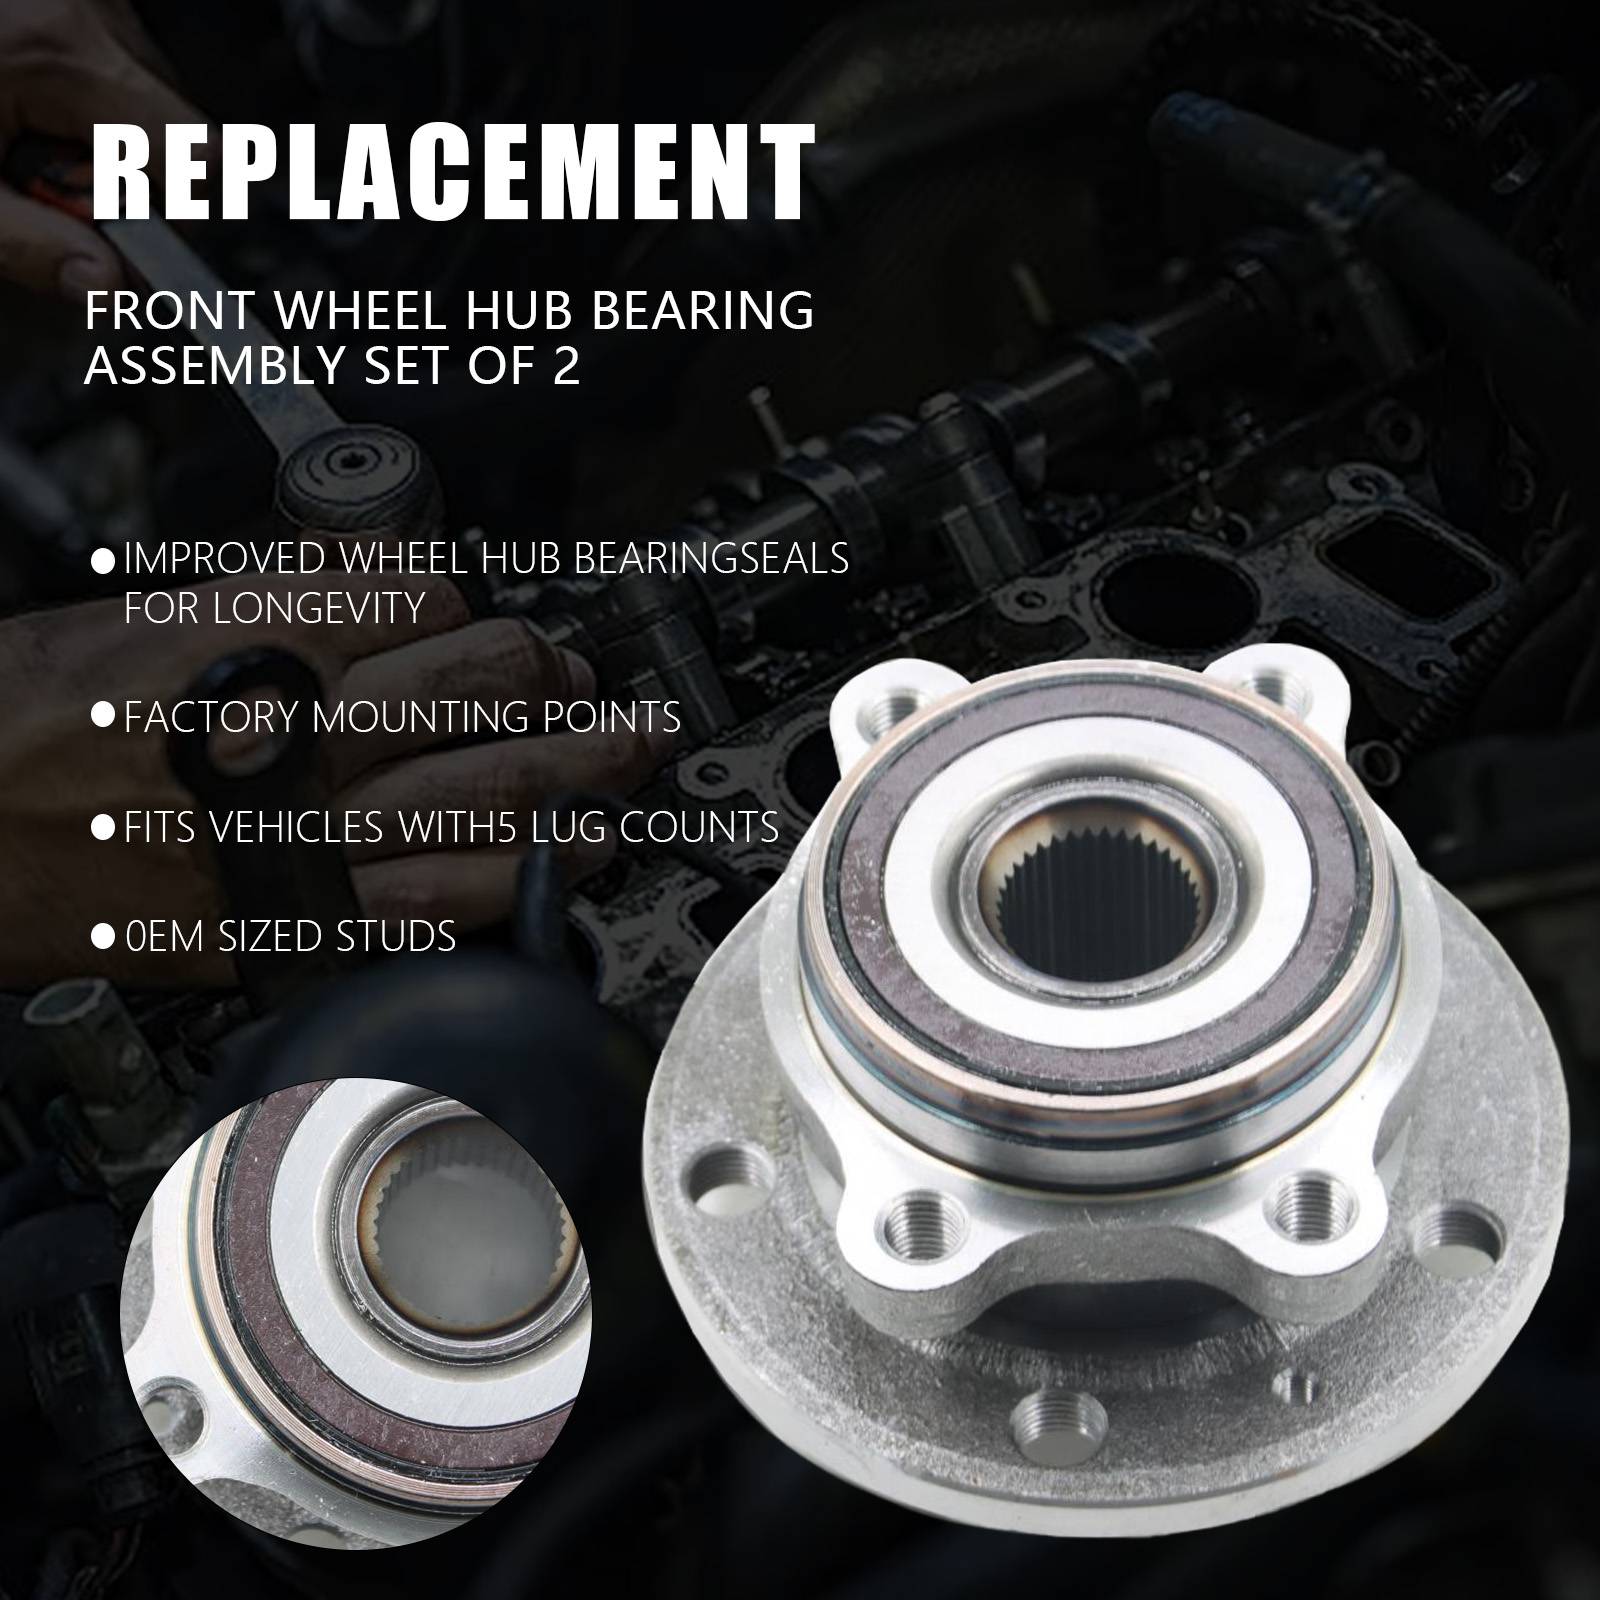 REPLACEMENT
FRONT WHEEL HUB BEARING
ASSEMBLY SET OF 2
● IMPROVED WHEEL HUB BEARINGSEALS
FOR LONGEVITY
● FACTORY MOUNTING POINTS
● FITS VEHICLES WITH5 LUG COUNTS
● 0EM SIZED STUDS